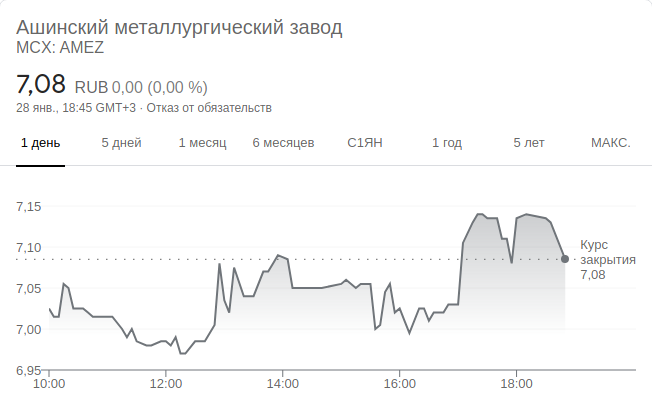 Ашинский металлургический завод
MCX: AMEZ
7,08 RUB 0,00 (0,00 %)
28 янв., 18:45 GMT+3 · Отказ от обязательств
1 день 5 дней 1 месяц 6 месяцев С1ЯН 1 год 5 лет МАКС.
7,15
7,10
7,05
7,00
6,95
Курс
закрытия
7,08
10:00 12:00 14:00 16:00 18:00